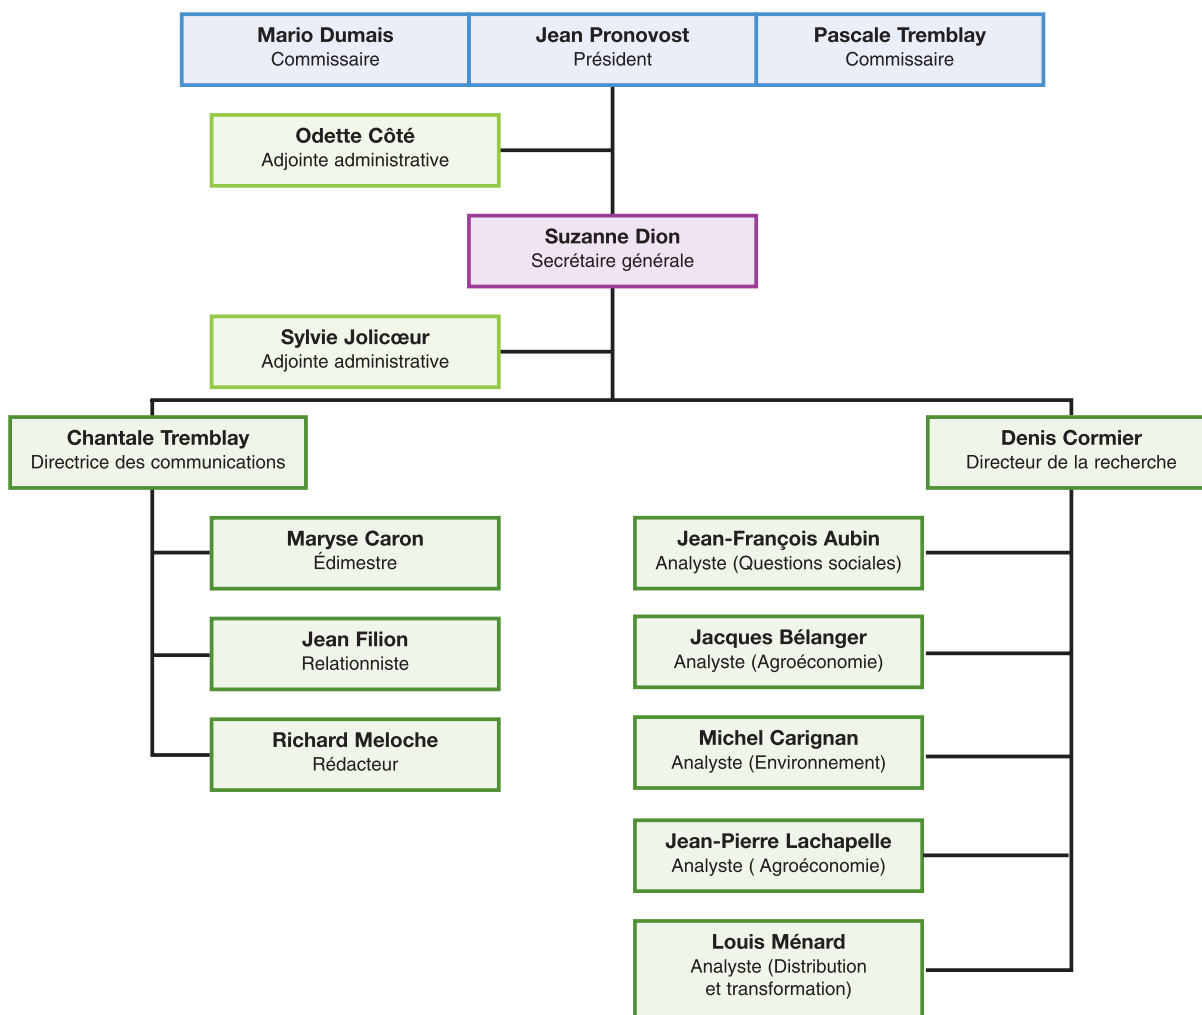 Mario Dumais
Commissaire
Jean Pronovost
Président
Pascale Tremblay
Commissaire
Odette Côté
Adjointe administrative
Suzanne Dion
Secrétaire générale
Sylvie Jolicœur
Adjointe administrative
Chantale Tremblay
Directrice des communications
Denis Cormier
Directeur de la recherche
Maryse Caron
Édimestre
Jean Filion
Relationniste
Richard Meloche
Rédacteur
Jean-François Aubin
Analyste (Questions sociales)
Jacques Bélanger
Analyste (Agroéconomie)
Michel Carignan
Analyste (Environnement)
Jean-Pierre Lachapelle
Analyste ( Agroéconomie)
Louis Ménard
Analyste (Distribution
et transformation)